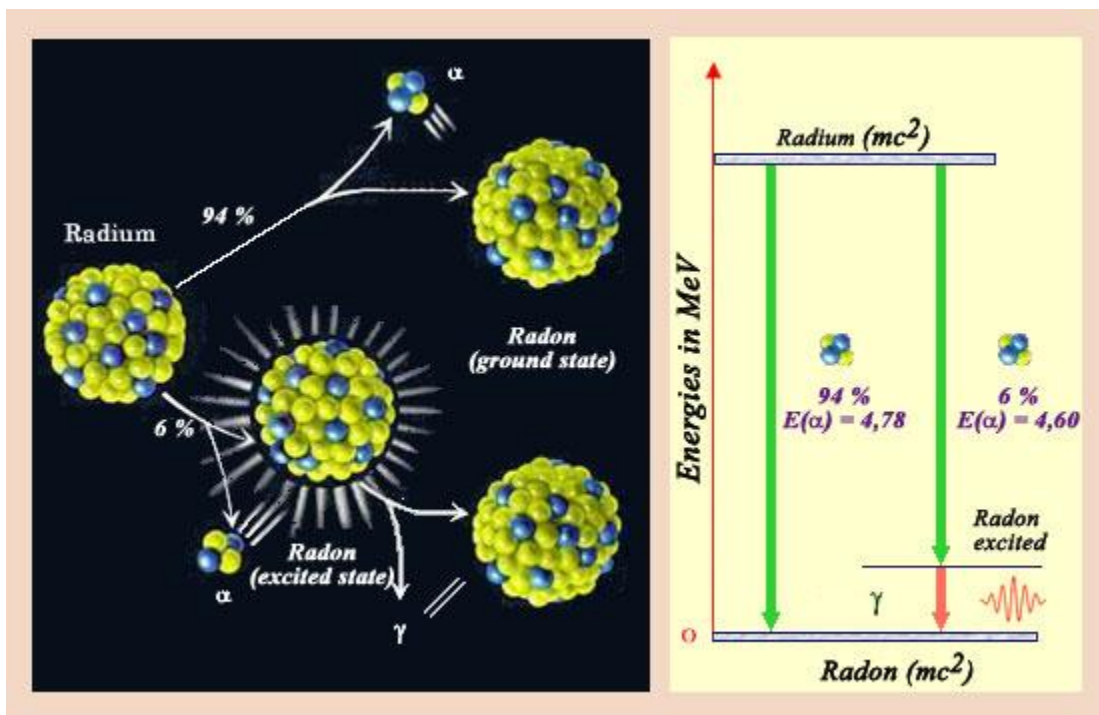 α
94 %
Radium
Radon
(ground state)
6 %
Radon
(excited state)
α
γ
Energies in MeV
Radium (mc²)
94 %
E(α) = 4,78
6 %
E(α) = 4,60
Radon
excited
γ
O
Radon (mc²)